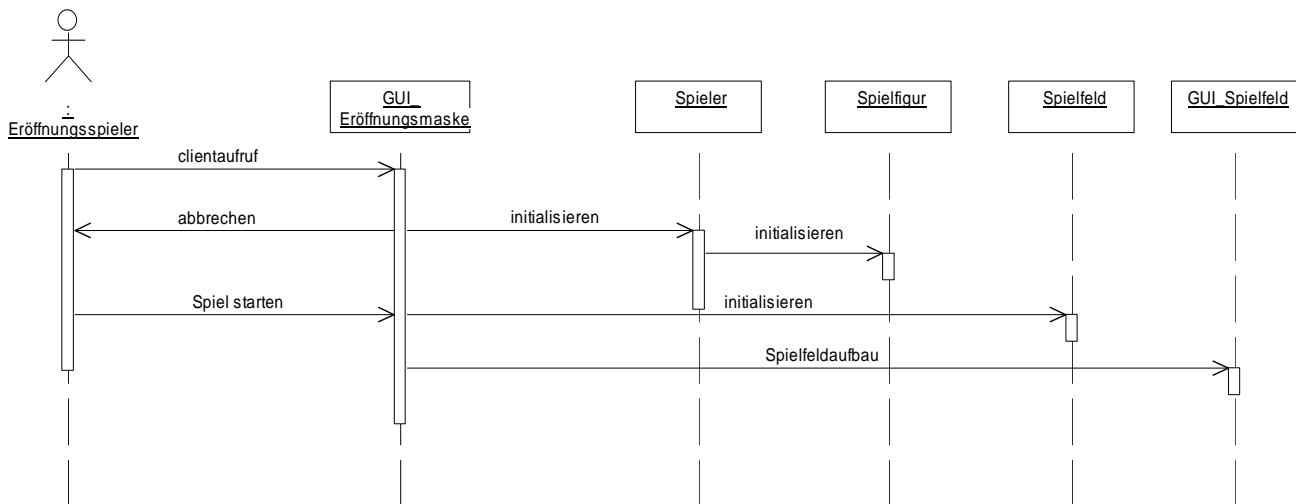 :
Eröffnungsspieler
GUI_
Eröffnungsmaske
Spieler
Spielfigur
Spielfeld
GUI_Spielfeld
clientaufruf
abbrechen
initialisieren
initialisieren
Spiel starten
initialisieren
Spielfeldaufbau